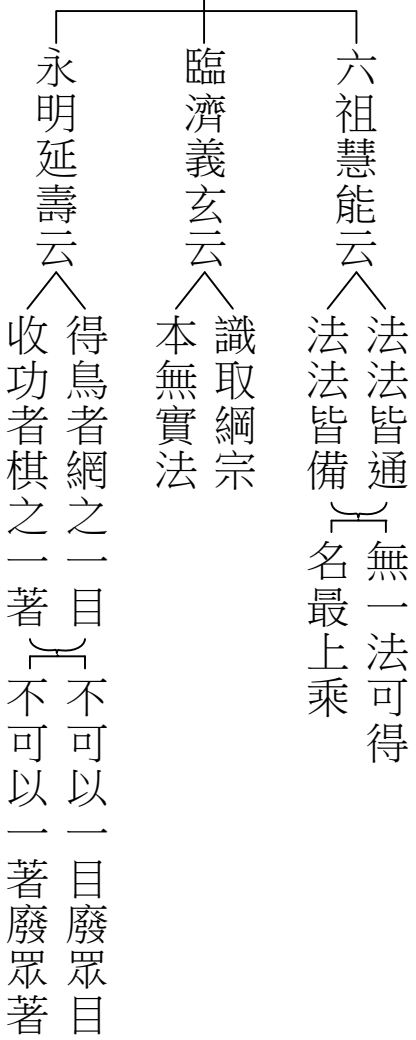 六祖慧能云
法法皆通
法法皆備
無一法可得
名最上乘
臨濟義玄云
識取綱宗
本無實法
永明延壽云
得鳥者網之一目
收功者棋之一著
不可以一目廢眾目
不可以一著廢眾著